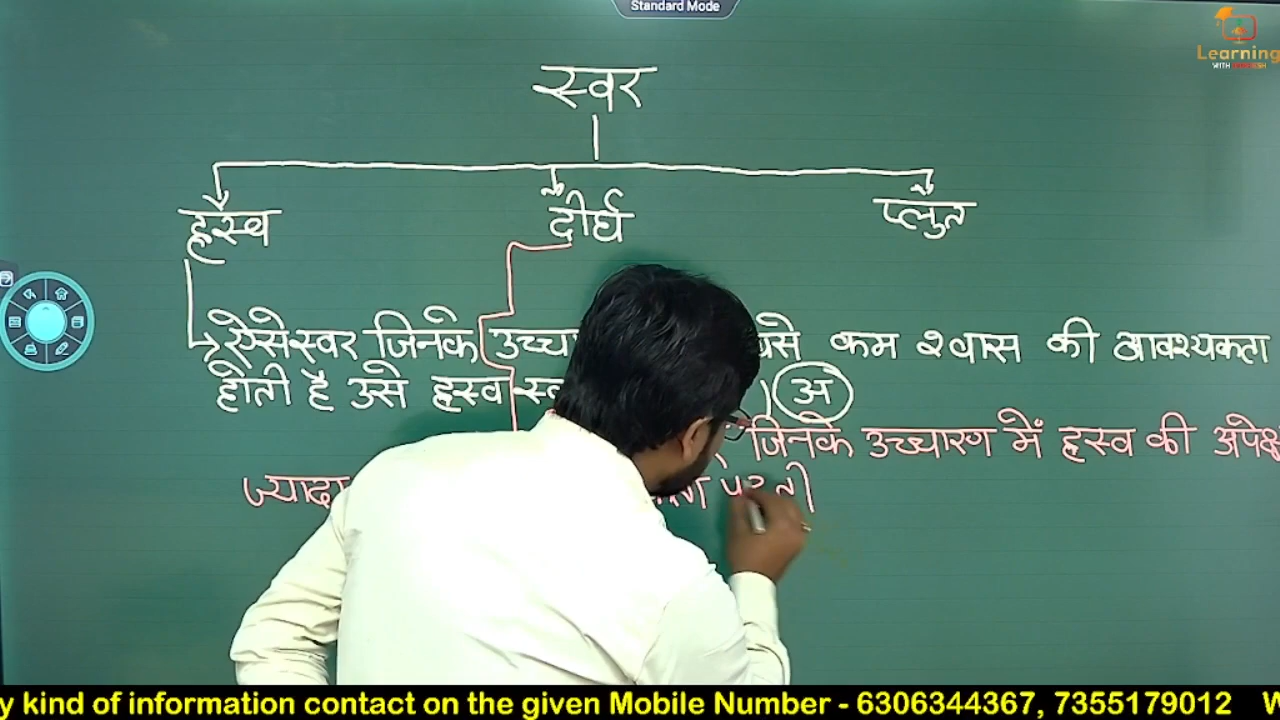 Standard Mode
Learning
WITH
स्वर
ह्रस्व दीर्घ प्लुत
ऐसे स्वर जिनके उच्चा से कम श्वास की आवश्यकता
होती है उसे ह्रस्व स्व अ
जिनके उच्चारण में ह्रस्व की अपेक्ष
ज्यादा
y kind of information contact on the given Mobile Number - 6306344367, 7355179012 W